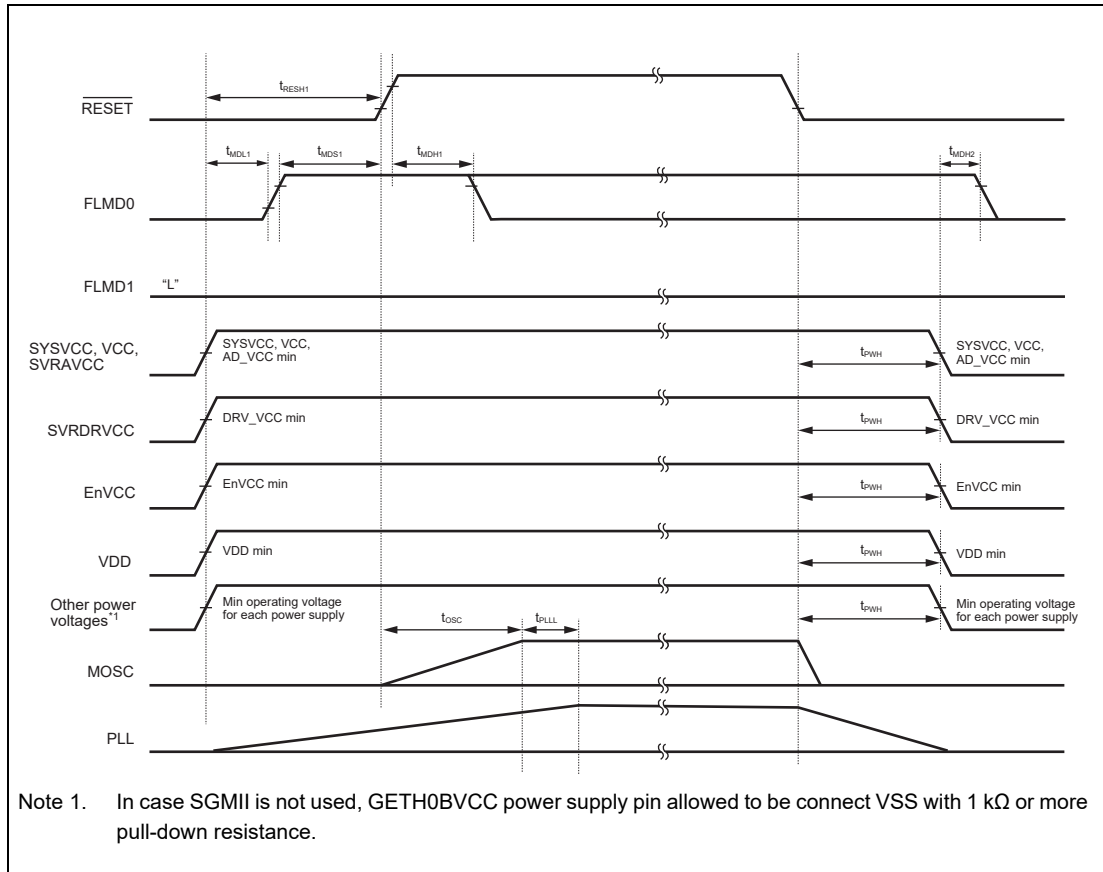 tRESH1
RESET
tMDL1
tMDS1
tMDH1
tMDH2
FLMD0
FLMD1 “L”
SYSVCC, VCC,
SVRAVCC
SYSVCC, VCC,
AD_VCC min
tPWH
SYSVCC, VCC,
AD_VCC min
SVRDRVCC
DRV_VCC min
tPWH
DRV_VCC min
EnVCC
EnVCC min
tPWH
EnVCC min
VDD
VDD min
tPWH
VDD min
Other power
voltages*1
Min operating voltage
for each power supply
tPWH
Min operating voltage
for each power supply
tOSC
tPLLL
MOSC
PLL
Note 1. In case SGMII is not used, GETH0BVCC power supply pin allowed to be connect VSS with 1 kΩ or more
pull-down resistance.